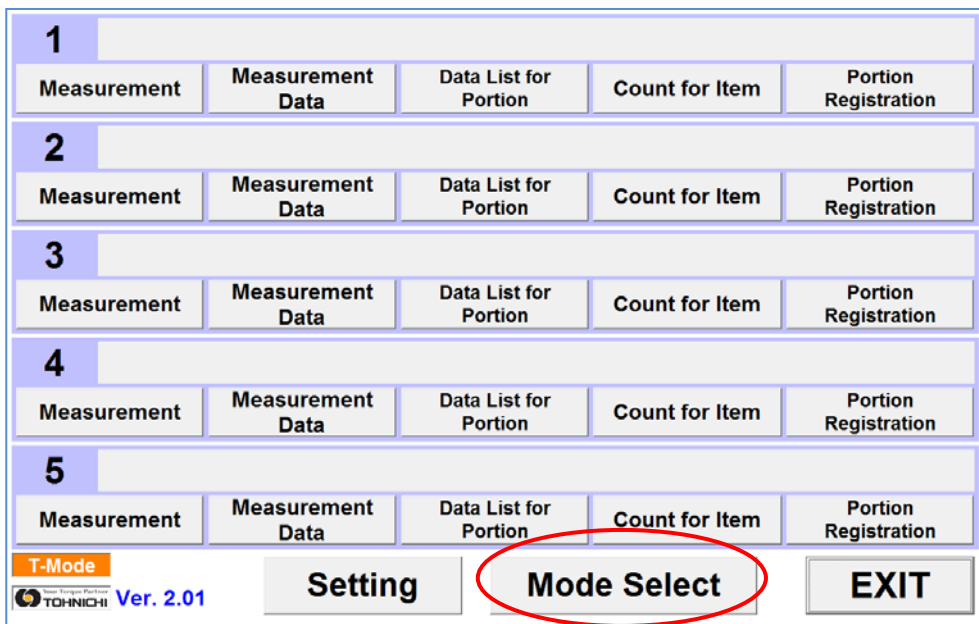 1
Measurement
Measurement
Data
Data List for
Portion
Count for Item
Portion
Registration
2
Measurement
Measurement
Data
Data List for
Portion
Count for Item
Portion
Registration
3
Measurement
Measurement
Data
Data List for
Portion
Count for Item
Portion
Registration
4
Measurement
Measurement
Data
Data List for
Portion
Count for Item
Portion
Registration
5
Measurement
Measurement
Data
Data List for
Portion
Count for Item
Portion
Registration
T-Mode
Your Torque Partner
TOHNICHI
Ver. 2.01
Setting
Mode Select
EXIT